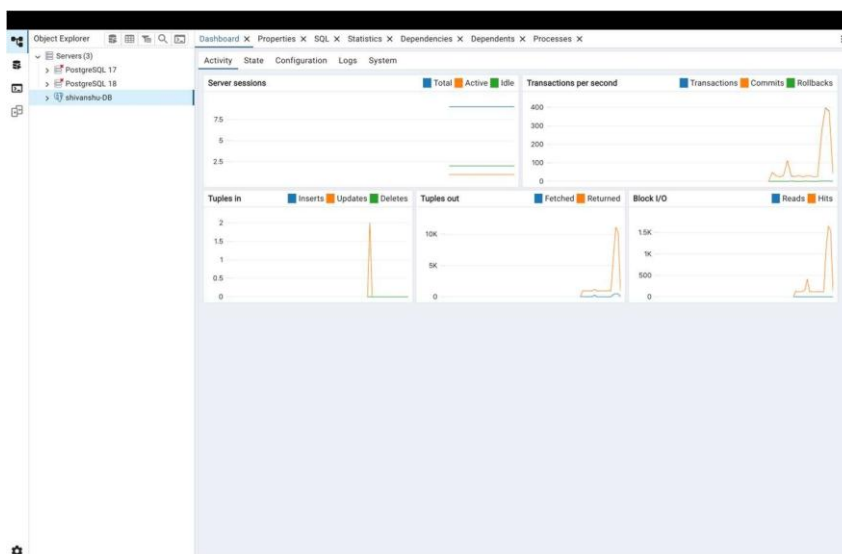 Object Explorer
Servers (3)
PostgreSQL 17
PostgreSQL 18
shivanshu-DB
Dashboard Properties SQL Statistics Dependencies Dependents Processes
Activity State Configuration Logs System
Server sessions Total Active Idle
7.5
5
2.5
Transactions per second Transactions Commits Rollbacks
400
300
200
100
0
Tuples in Inserts Updates Deletes
2
1.5
1
0.5
0
Tuples out Fetched Returned
10K
5K
0
Block I/O Reads Hits
1.5K
1K
500
0